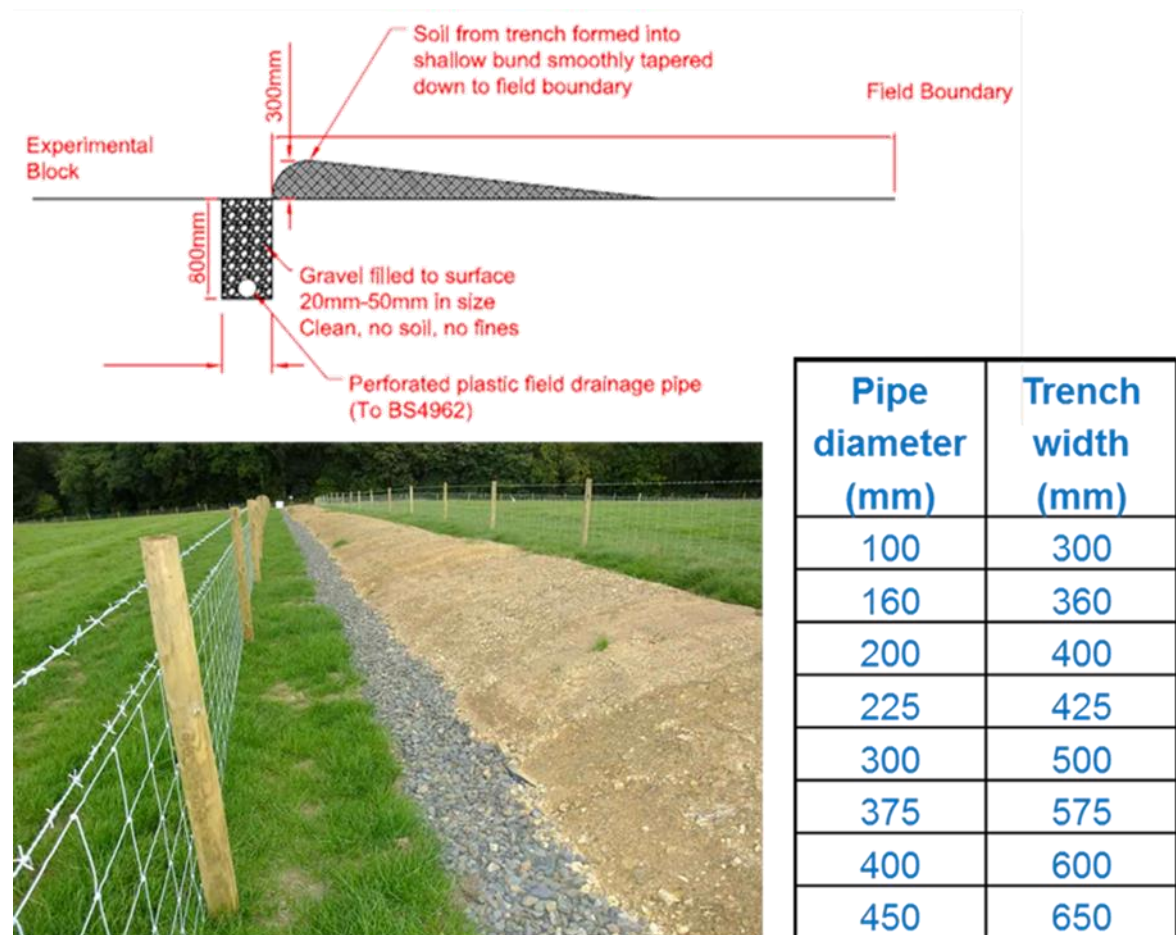 Soil from trench formed into
shallow bund smoothly tapered
down to field boundary
300mm
Field Boundary
Experimental
Block
800mm
Gravel filled to surface
20mm-50mm in size
Clean, no soil, no fines
Perforated plastic field drainage pipe
(To BS4962)
Pipe diameter (mm) Trench width (mm)
100 300
160 360
200 400
225 425
300 500
375 575
400 600
450 650